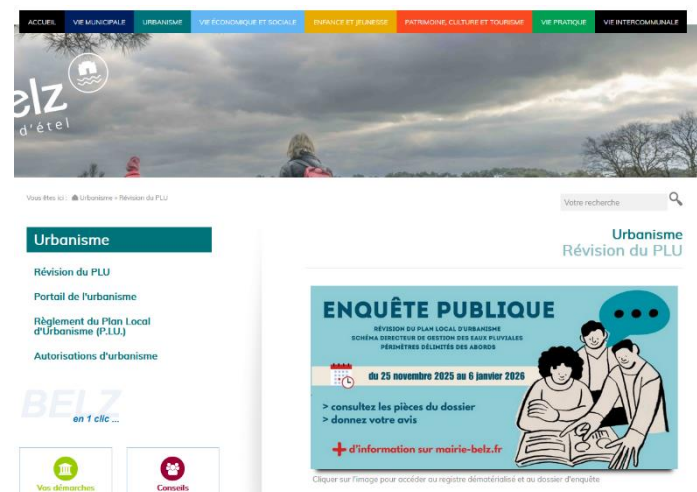 ACCUEIL VIE MUNICIPALE URBANISME VIE ÉCONOMIQUE ET SOCIALE ENFANCE ET JEUNESSE PATRIMOINE, CULTURE ET TOURISME VIE PRATIQUE VIE INTERCOMMUNALE
elz
d'étel
Vous êtes ici : Urbanisme > Révision du PLU
Votre recherche
Urbanisme
Révision du PLU
Urbanisme
Révision du PLU
Portail de l'urbanisme
Règlement du Plan Local
d'Urbanisme (P.l.U.)
Autorisations d'urbanisme
BELZ
en 1 clic ...
Vos démarches
Conseils
ENQUÊTE PUBLIQUE
RÉVISION DU PLAN LOCAL D'URBANISME
SCHÉMA DIRECTEUR DE GESTION DES EAUX PLUVIALES
PÉRIMÈTRES DÉLIMITÉS DES ABORDS
du 25 novembre 2025 au 6 janvier 2026
> consultez les pièces du dossier
> donnez votre avis
+ d'information sur mairie-belz.fr
Cliquer sur l'image pour accéder au registre dématérialisé et au dossier d'enquête